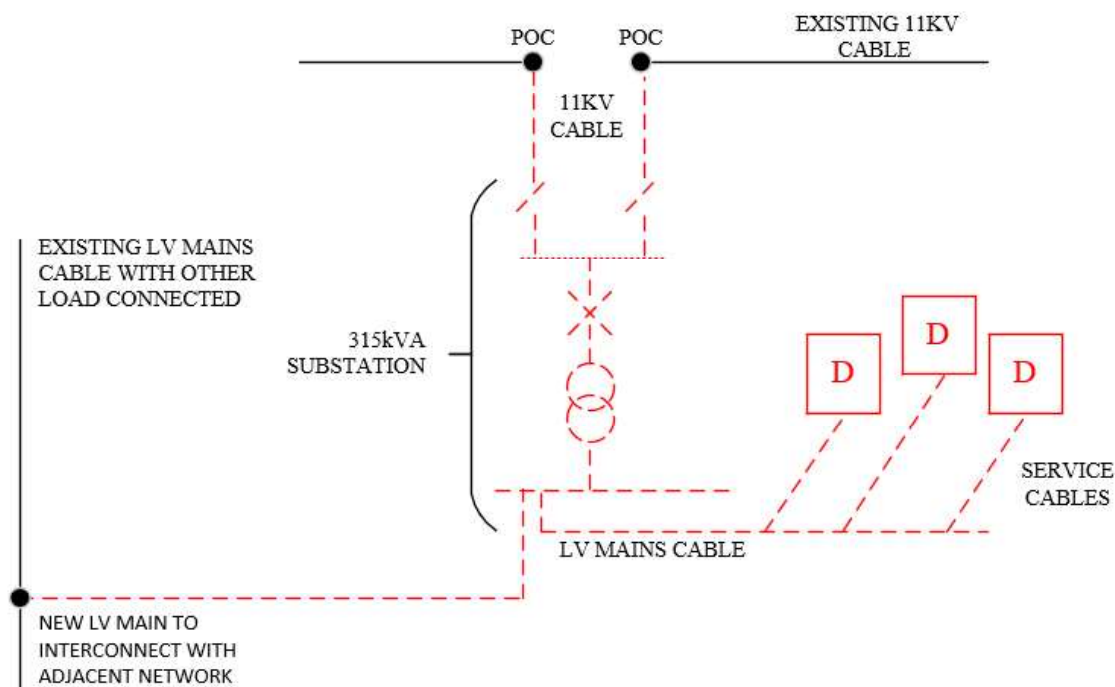 POC
POC
EXISTING 11KV
CABLE
11KV
CABLE
EXISTING LV MAINS
CABLE WITH OTHER
LOAD CONNECTED
315kVA
SUBSTATION
D
D
D
SERVICE
CABLES
LV MAINS CABLE
NEW LV MAIN TO
INTERCONNECT WITH
ADJACENT NETWORK